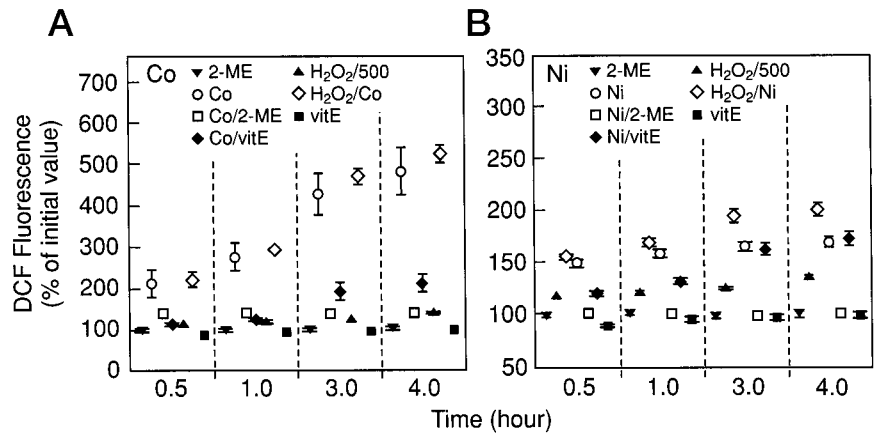 A
B
DCF Fluorescence
(% of initial value)
700
600
500
400
300
200
100
0
Co
2-ME
H2O2/500
Co
H2O2/Co
Co/2-ME
vitE
Co/vitE
0.5
1.0
3.0
4.0
350
300
250
200
150
100
50
Ni
2-ME
H2O2/500
Ni
H2O2/Ni
Ni/2-ME
vitE
Ni/vitE
0.5
1.0
3.0
4.0
Time (hour)